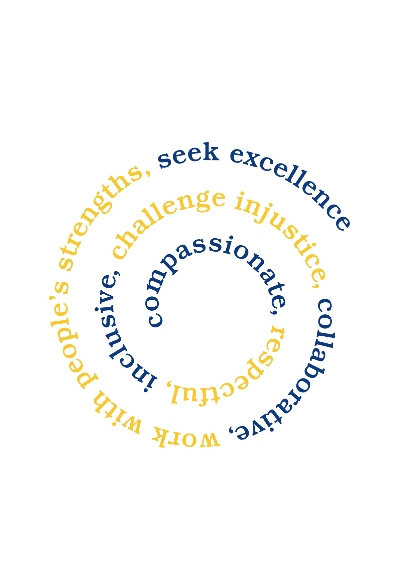 compassionate, respectful, inclusive, challenge injustice, collaborative, work with people's strengths, seek excellence